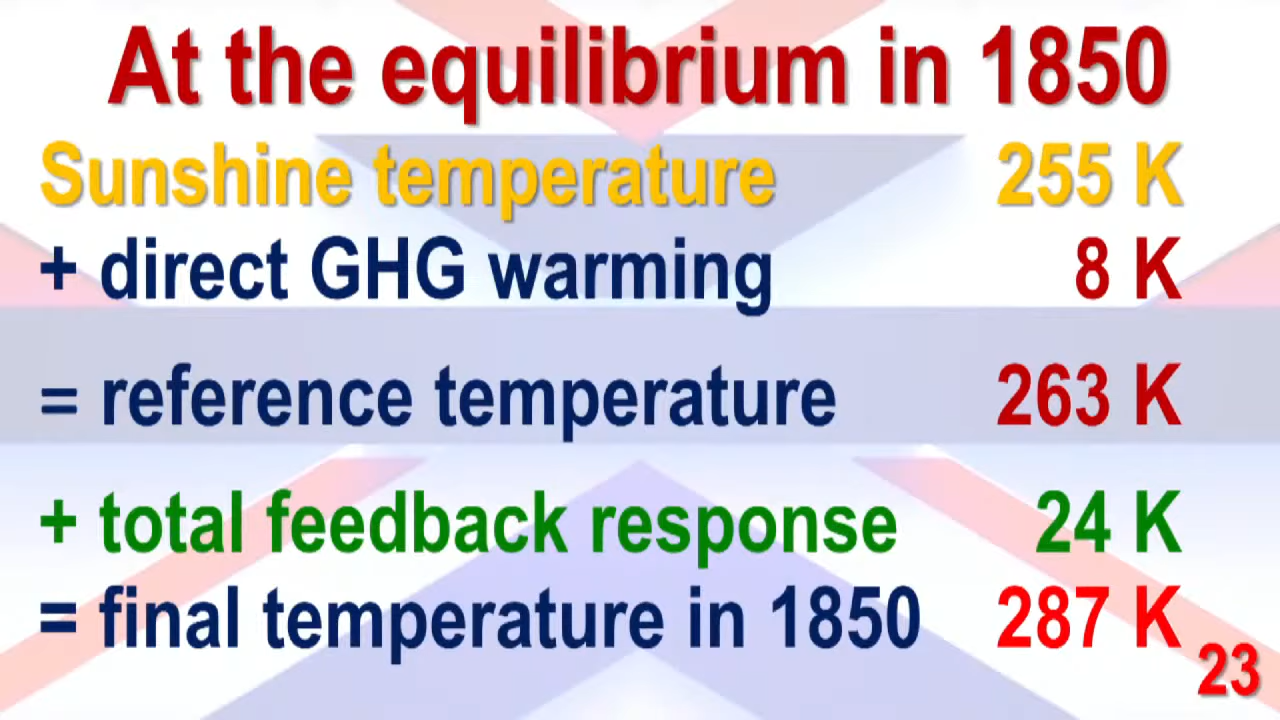 At the equilibrium in 1850
Sunshine temperature 255 K
+ direct GHG warming 8 K
= reference temperature 263 K
+ total feedback response 24 K
= final temperature in 1850 287 K
23